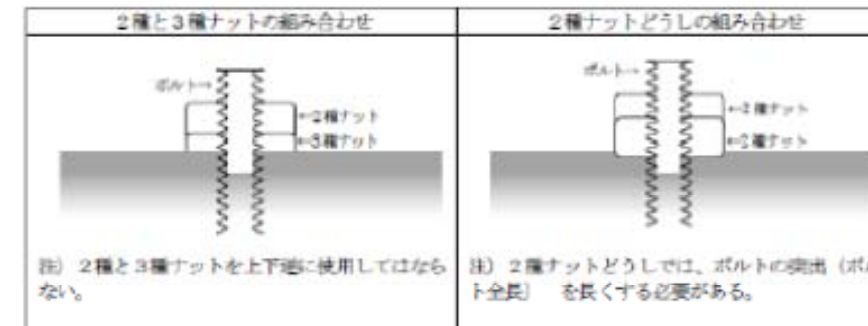 2種と3種ナットの組み合わせ
2種ナットどうしの組み合わせ
ボルト→
←2種ナット
←3種ナット
ボルト→
←2種ナット
←2種ナット
注) 2種と3種ナットを上下逆に使用してはなら
ない。
注) 2種ナットどうしでは、ボルトの突出(ボル
ト全長) を長くする必要がある。